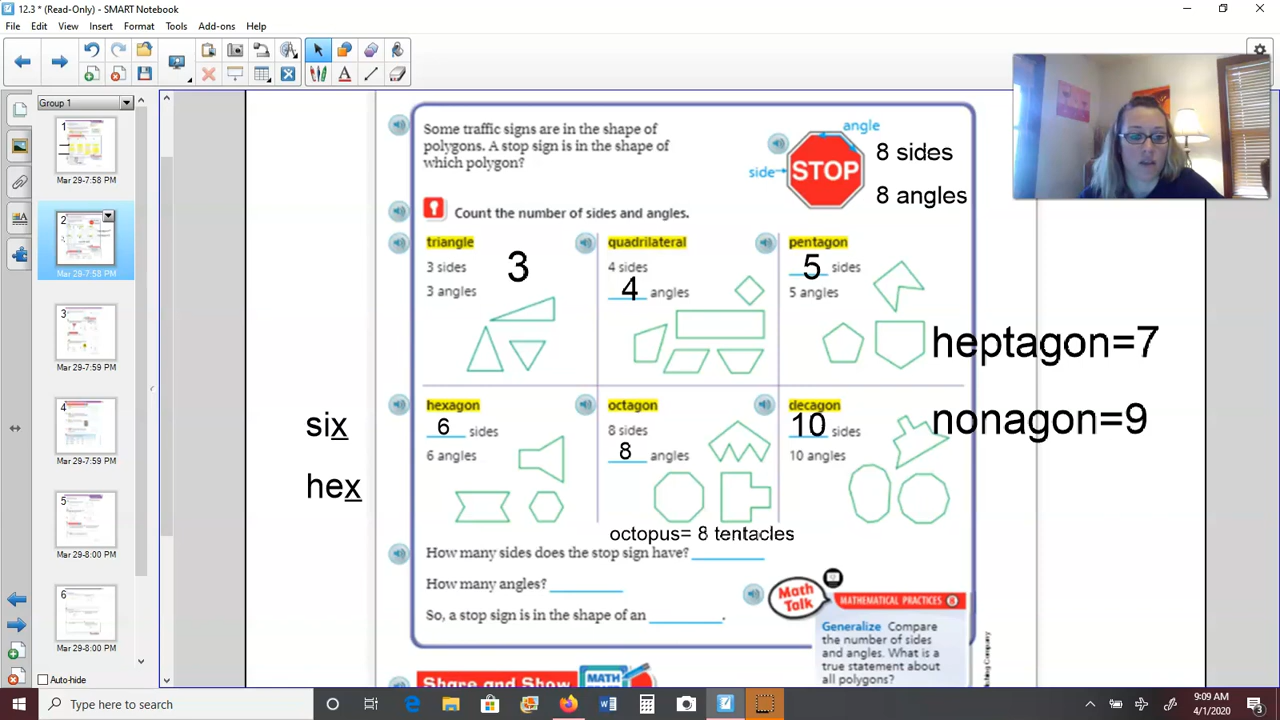 12.3 * (Read-Only) - SMART Notebook
File Edit View Insert Format Tools Add-ons Help
Group 1
1
Mar 29-7:58 PM
2
Mar 29-7:58 PM
3
Mar 29-7:59 PM
4
Mar 29-7:59 PM
5
Mar 29-8:00 PM
6
Mar 29-8:00 PM
Auto-hide
Some traffic signs are in the shape of
polygons. A stop sign is in the shape of
which polygon?
angle
side
STOP
8 sides
8 angles
Count the number of sides and angles.
triangle
3 sides
3 angles
3
quadrilateral
4 sides
4 angles
pentagon
5 sides
5 angles
heptagon=7
nonagon=9
six
hex
hexagon
6 sides
6 angles
octagon
8 sides
8 angles
decagon
10 sides
10 angles
octopus= 8 tentacles
How many sides does the stop sign have?
How many angles?
So, a stop sign is in the shape of an .
Math
Talk
MATHEMATICAL PRACTICES 8
Generalize Compare
the number of sides
and angles. What is a
true statement about
all polygons?
Share and Show
MATH
Type here to search
9:09 AM
4/1/2020
3